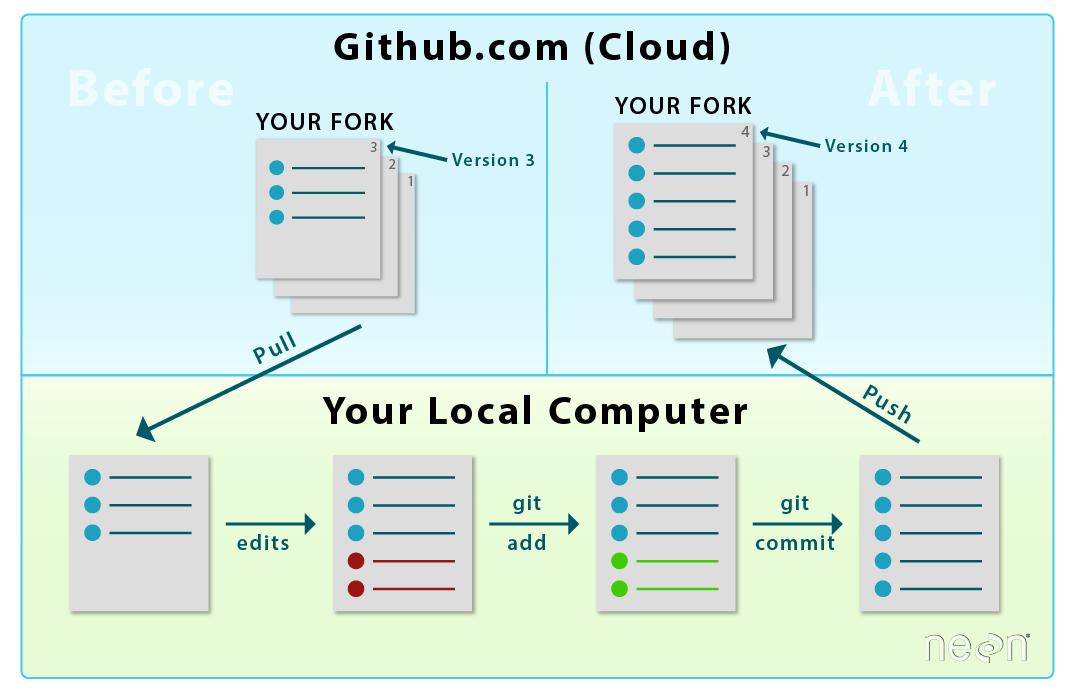 Github.com (Cloud)
Before
After
YOUR FORK
3
Version 3
2
1
YOUR FORK
4
Version 4
3
2
1
Pull
Push
Your Local Computer
edits
git
add
git
commit
neon